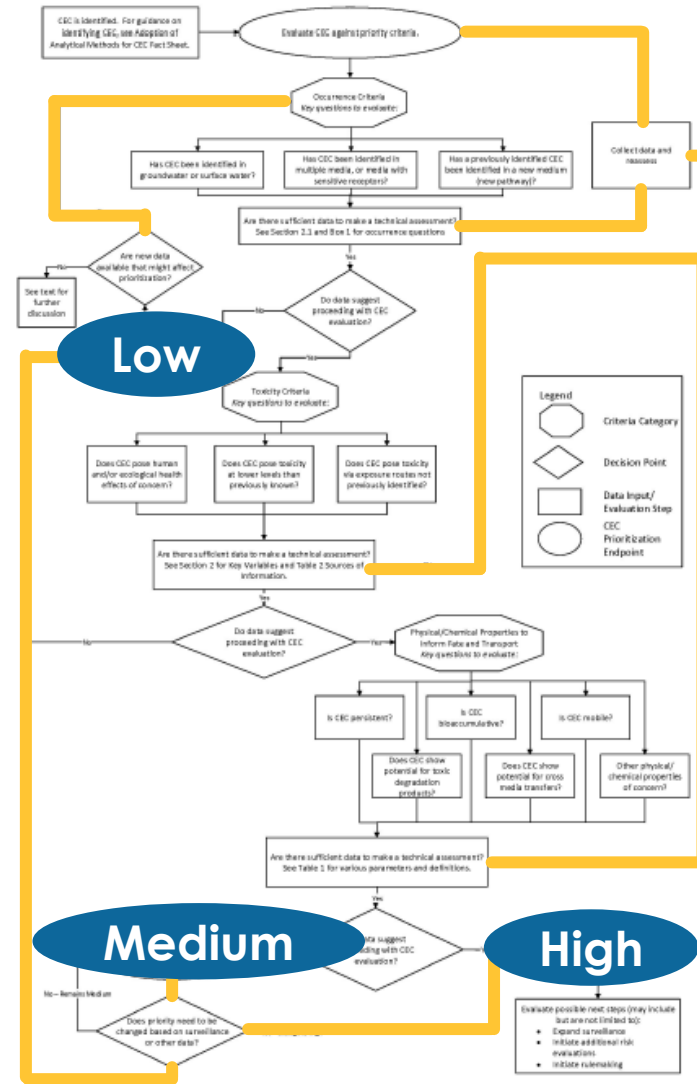 CEC is identified. For guidance on
identifying CEC, see Adoption of
Analytical Methods for CEC Fact Sheet.
Evaluate CEC against priority criteria.
Occurrence Criteria
Key questions to evaluate:
Has CEC been identified in
groundwater or surface water?
Has CEC been identified in
multiple media, or media with
sensitive receptors?
Has a previously identified CEC
been identified in a new medium
(new pathway)?
Collect data and
reassess
Are there sufficient data to make a technical assessment?
See Section 2.1 and Box 1 for occurrence questions
Yes
Are new data
available that might affect
prioritization?
No
See text for
further
discussion
Do data suggest
proceeding with CEC
evaluation?
No
Yes
Low
Toxicity Criteria
Key questions to evaluate:
Legend
Criteria Category
Decision Point
Data Input/
Evaluation Step
CEC
Prioritization
Endpoint
Does CEC pose human
and/or ecological health
effects of concern?
Does CEC pose toxicity
at lower levels than
previously known?
Does CEC pose toxicity
via exposure routes not
previously identified?
Are there sufficient data to make a technical assessment?
See Section 2 for Key Variables and Table 2 Sources of
Information.
Yes
Do data suggest
proceeding with CEC
evaluation?
No
Yes
Physical/Chemical Properties to
Inform Fate and Transport
Key questions to evaluate:
Is CEC persistent?
Is CEC
bioaccumulative?
Is CEC mobile?
Does CEC show
potential for toxic
degradation
products?
Does CEC show
potential for cross
media transfers?
Other physical/
chemical properties
of concern?
Are there sufficient data to make a technical assessment?
See Table 1 for various parameters and definitions.
Yes
Medium
data suggest
with CEC
evaluation?
High
No – Remains Medium
Does priority need to be
changed based on surveillance
or other data?
Evaluate possible next steps (may include
but are not limited to):
• Expand surveillance
• Initiate additional risk
evaluations
• Initiate rulemaking